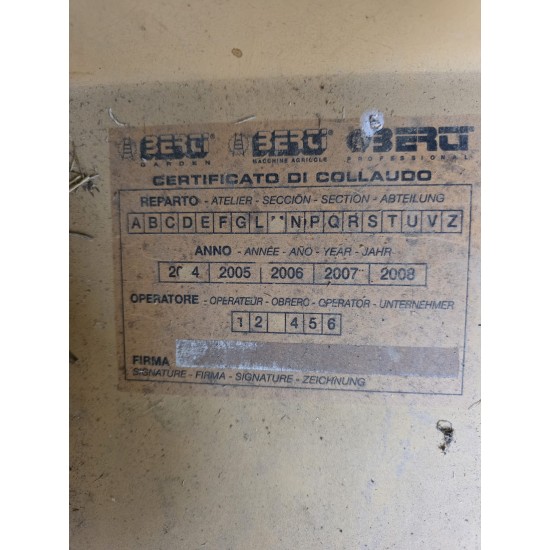 BERTI BERTI BERTI
GARDEN MACCHINE AGRICOLE PROFESSIONAL
CERTIFICATO DI COLLAUDO
REPARTO - ATELIER - SECCIÓN - SECTION - ABTEILUNG
A B C D E F G L N P Q R S T U V Z
ANNO - ANNÉE - AÑO - YEAR - JAHR
2 4 2005 2006 2007 2008
OPERATORE - OPERATEUR - OBRERO - OPERATOR - UNTERNEHMER
1 2 4 5 6
FIRMA
SIGNATURE - FIRMA - SIGNATURE - ZEICHNUNG